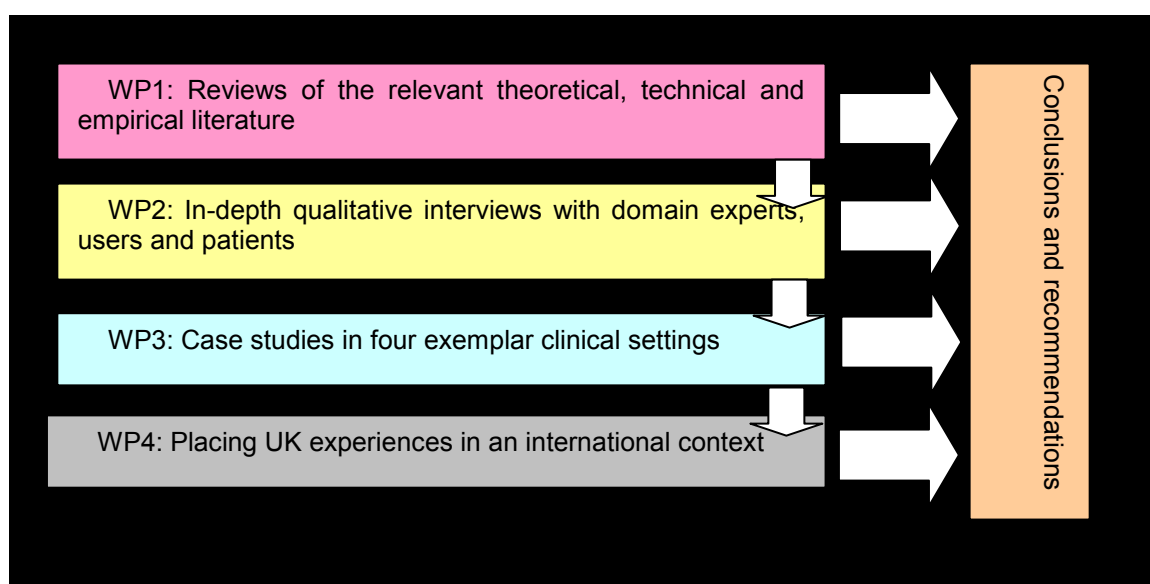 WP1: Reviews of the relevant theoretical, technical and
empirical literature
WP2: In-depth qualitative interviews with domain experts,
users and patients
WP3: Case studies in four exemplar clinical settings
WP4: Placing UK experiences in an international context
Conclusions and recommendations